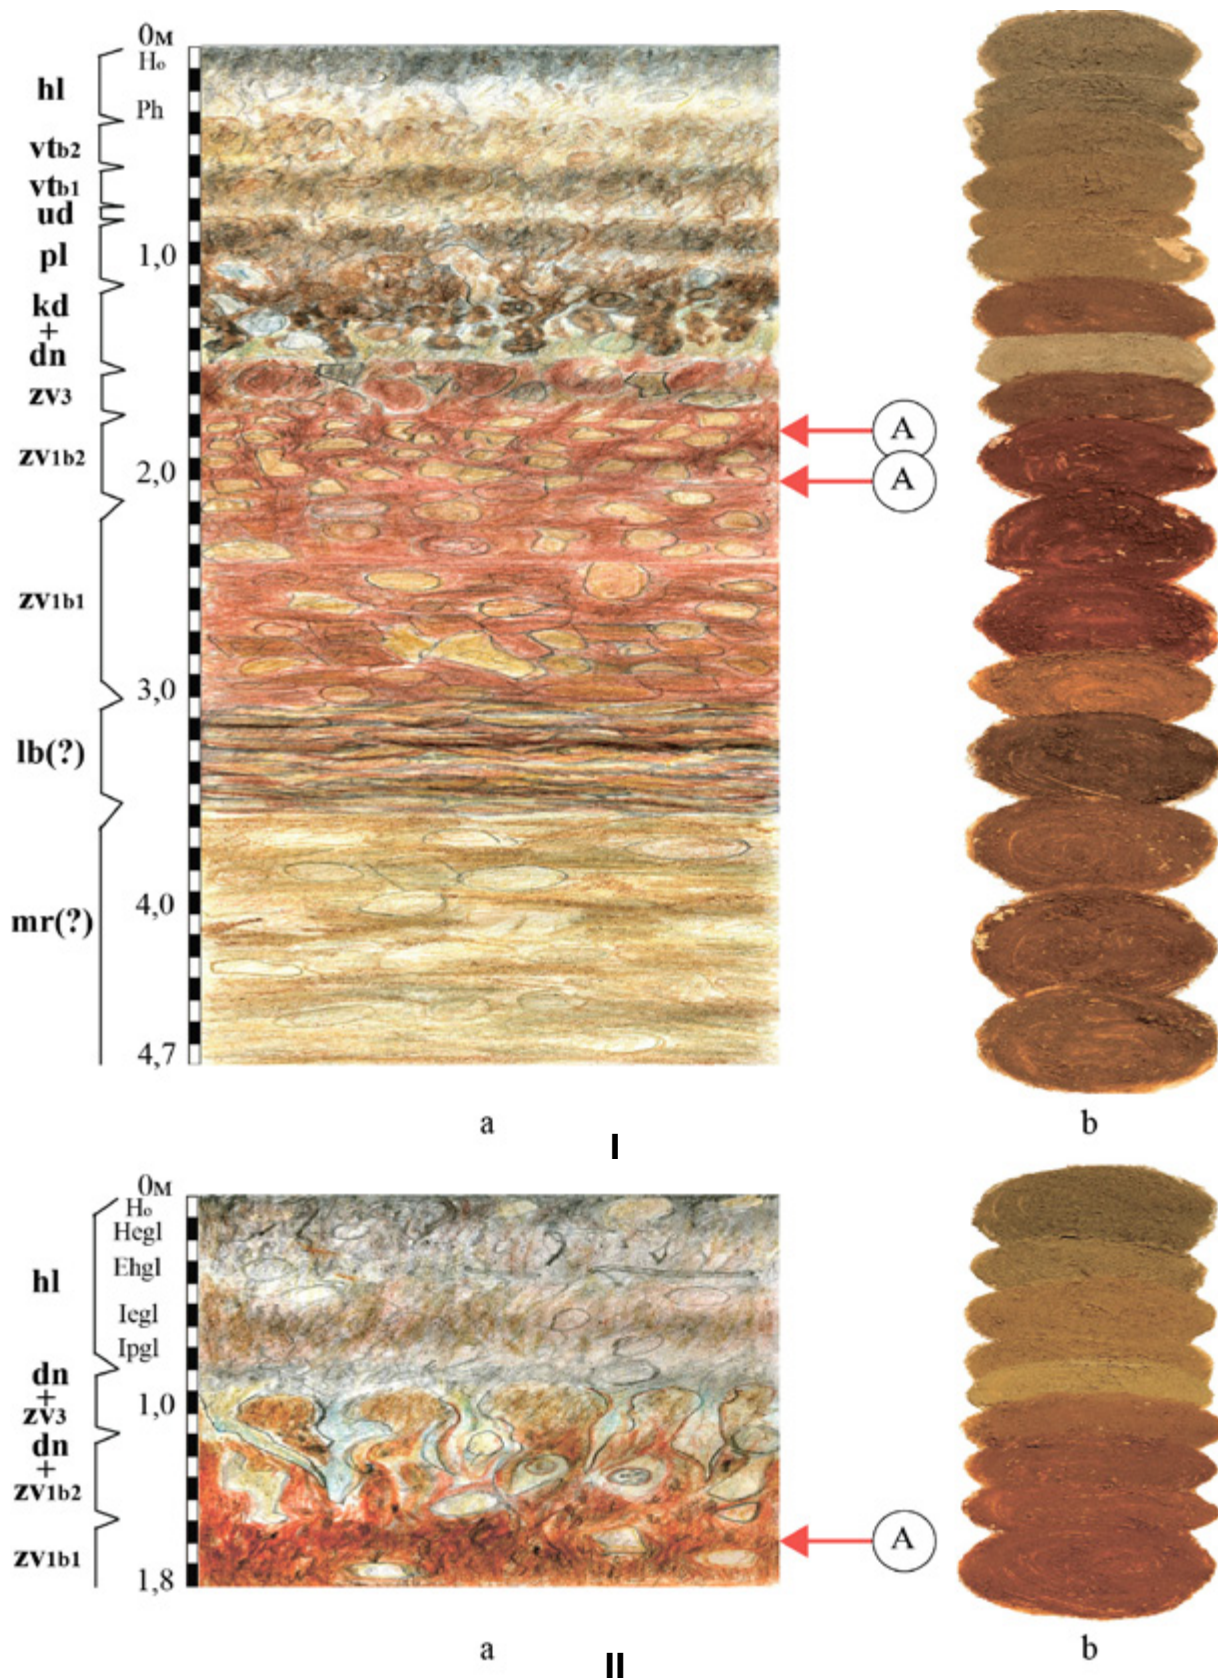 0м
Ho
hl
Ph
vtb2
vtb1
ud
1,0
pl
kd
+
dn
zv3
A
zv1b2
2,0
A
zv1b1
3,0
lb(?)
4,0
mr(?)
4,7
a
b
I
0м
Ho
Hegl
Ehgl
hl
Iegl
Ipgl
dn
+
zv3
1,0
dn
+
zv1b2
A
zv1b1
1,8
a
b
II